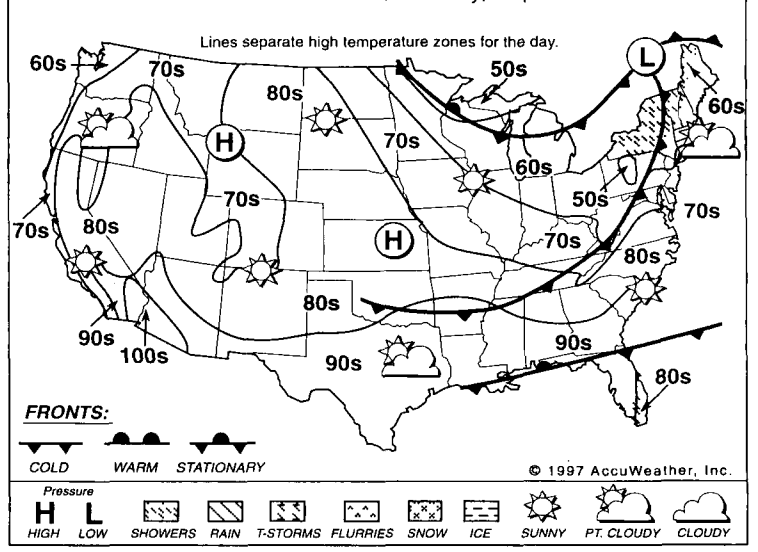 Lines separate high temperature zones for the day.
60s 70s 80s 50s
L
60s
H 70s 60s
70s 50s
70s 80s H 70s 80s 70s
80s
90s 100s 90s 90s
80s
FRONTS:
COLD WARM STATIONARY
© 1997 AccuWeather, Inc.
Pressure
H L
HIGH LOW SHOWERS RAIN T-STORMS FLURRIES SNOW ICE SUNNY PT. CLOUDY CLOUDY